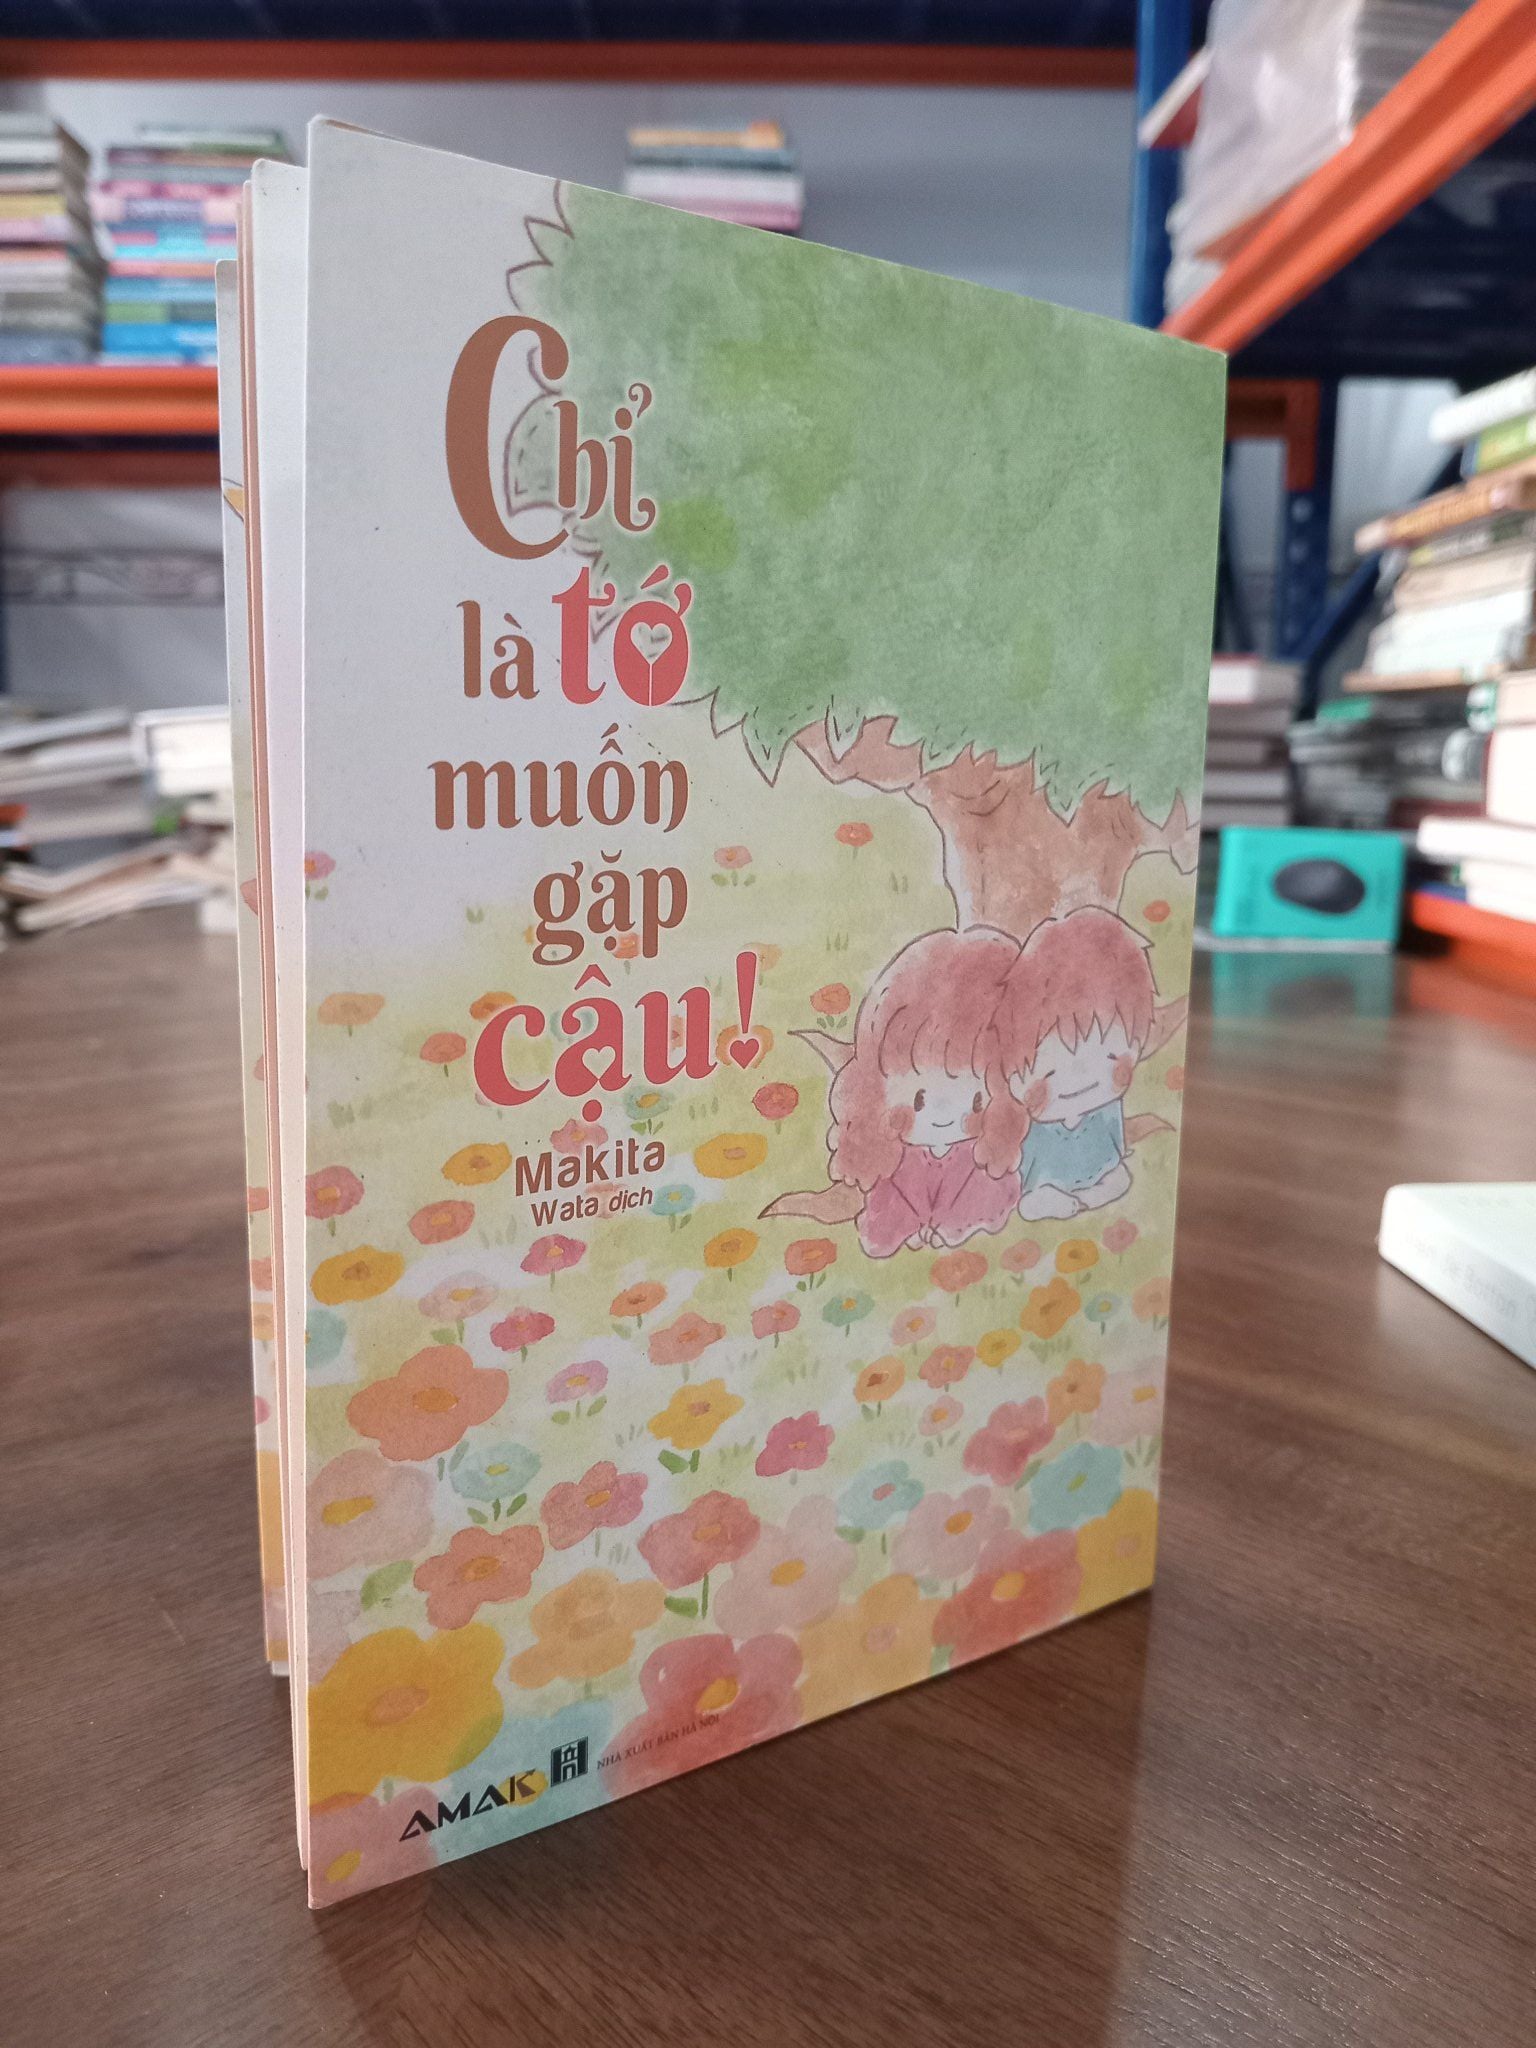 Chỉ
là tớ
muốn
gặp
cậu!
Makita
Wata dịch
AMAK
NHÀ XUẤT BẢN HÀ NỘI